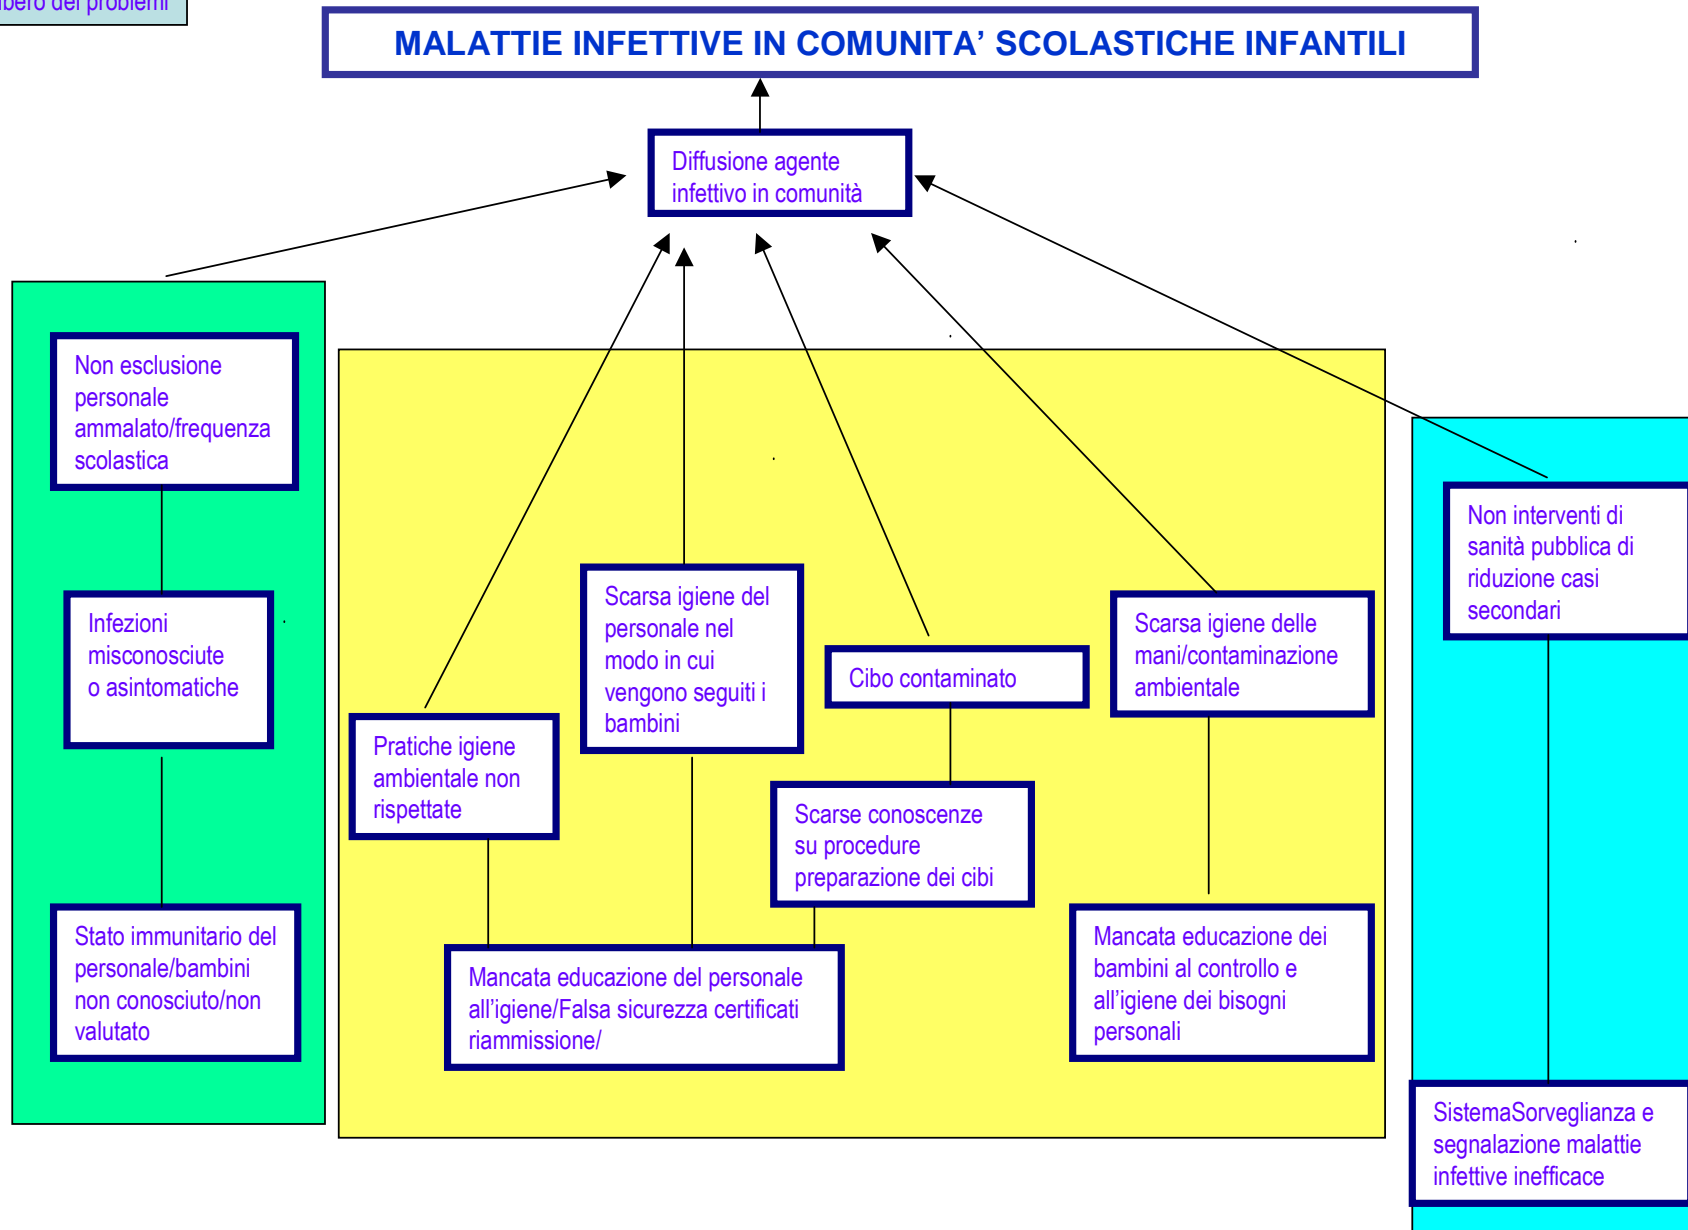 dei problemi
MALATTIE INFETTIVE IN COMUNITA’ SCOLASTICHE INFANTILI
Diffusione agente
infettivo in comunità
Non esclusione
personale
ammalato/frequenza
scolastica
Infezioni
misconosciute
o asintomatiche
Stato immunitario del
personale/bambini
non conosciuto/non
valutato
Pratiche igiene
ambientale non
rispettate
Scarsa igiene del
personale nel
modo in cui
vengono seguiti i
bambini
Cibo contaminato
Scarse conoscenze
su procedure
preparazione dei cibi
Mancata educazione del personale
all’igiene/Falsa sicurezza certificati
riammissione/
Scarsa igiene delle
mani/contaminazione
ambientale
Mancata educazione dei
bambini al controllo e
all’igiene dei bisogni
personali
Non interventi di
sanità pubblica di
riduzione casi
secondari
SistemaSorveglianza e
segnalazione malattie
infettive inefficace